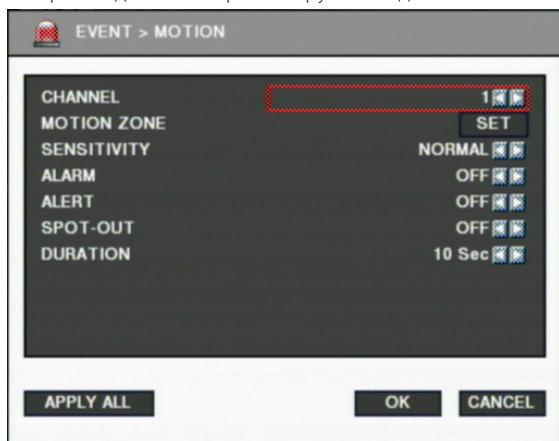 EVENT > MOTION
CHANNEL 1
MOTION ZONE SET
SENSITIVITY NORMAL
ALARM OFF
ALERT OFF
SPOT-OUT OFF
DURATION 10 Sec
APPLY ALL OK CANCEL